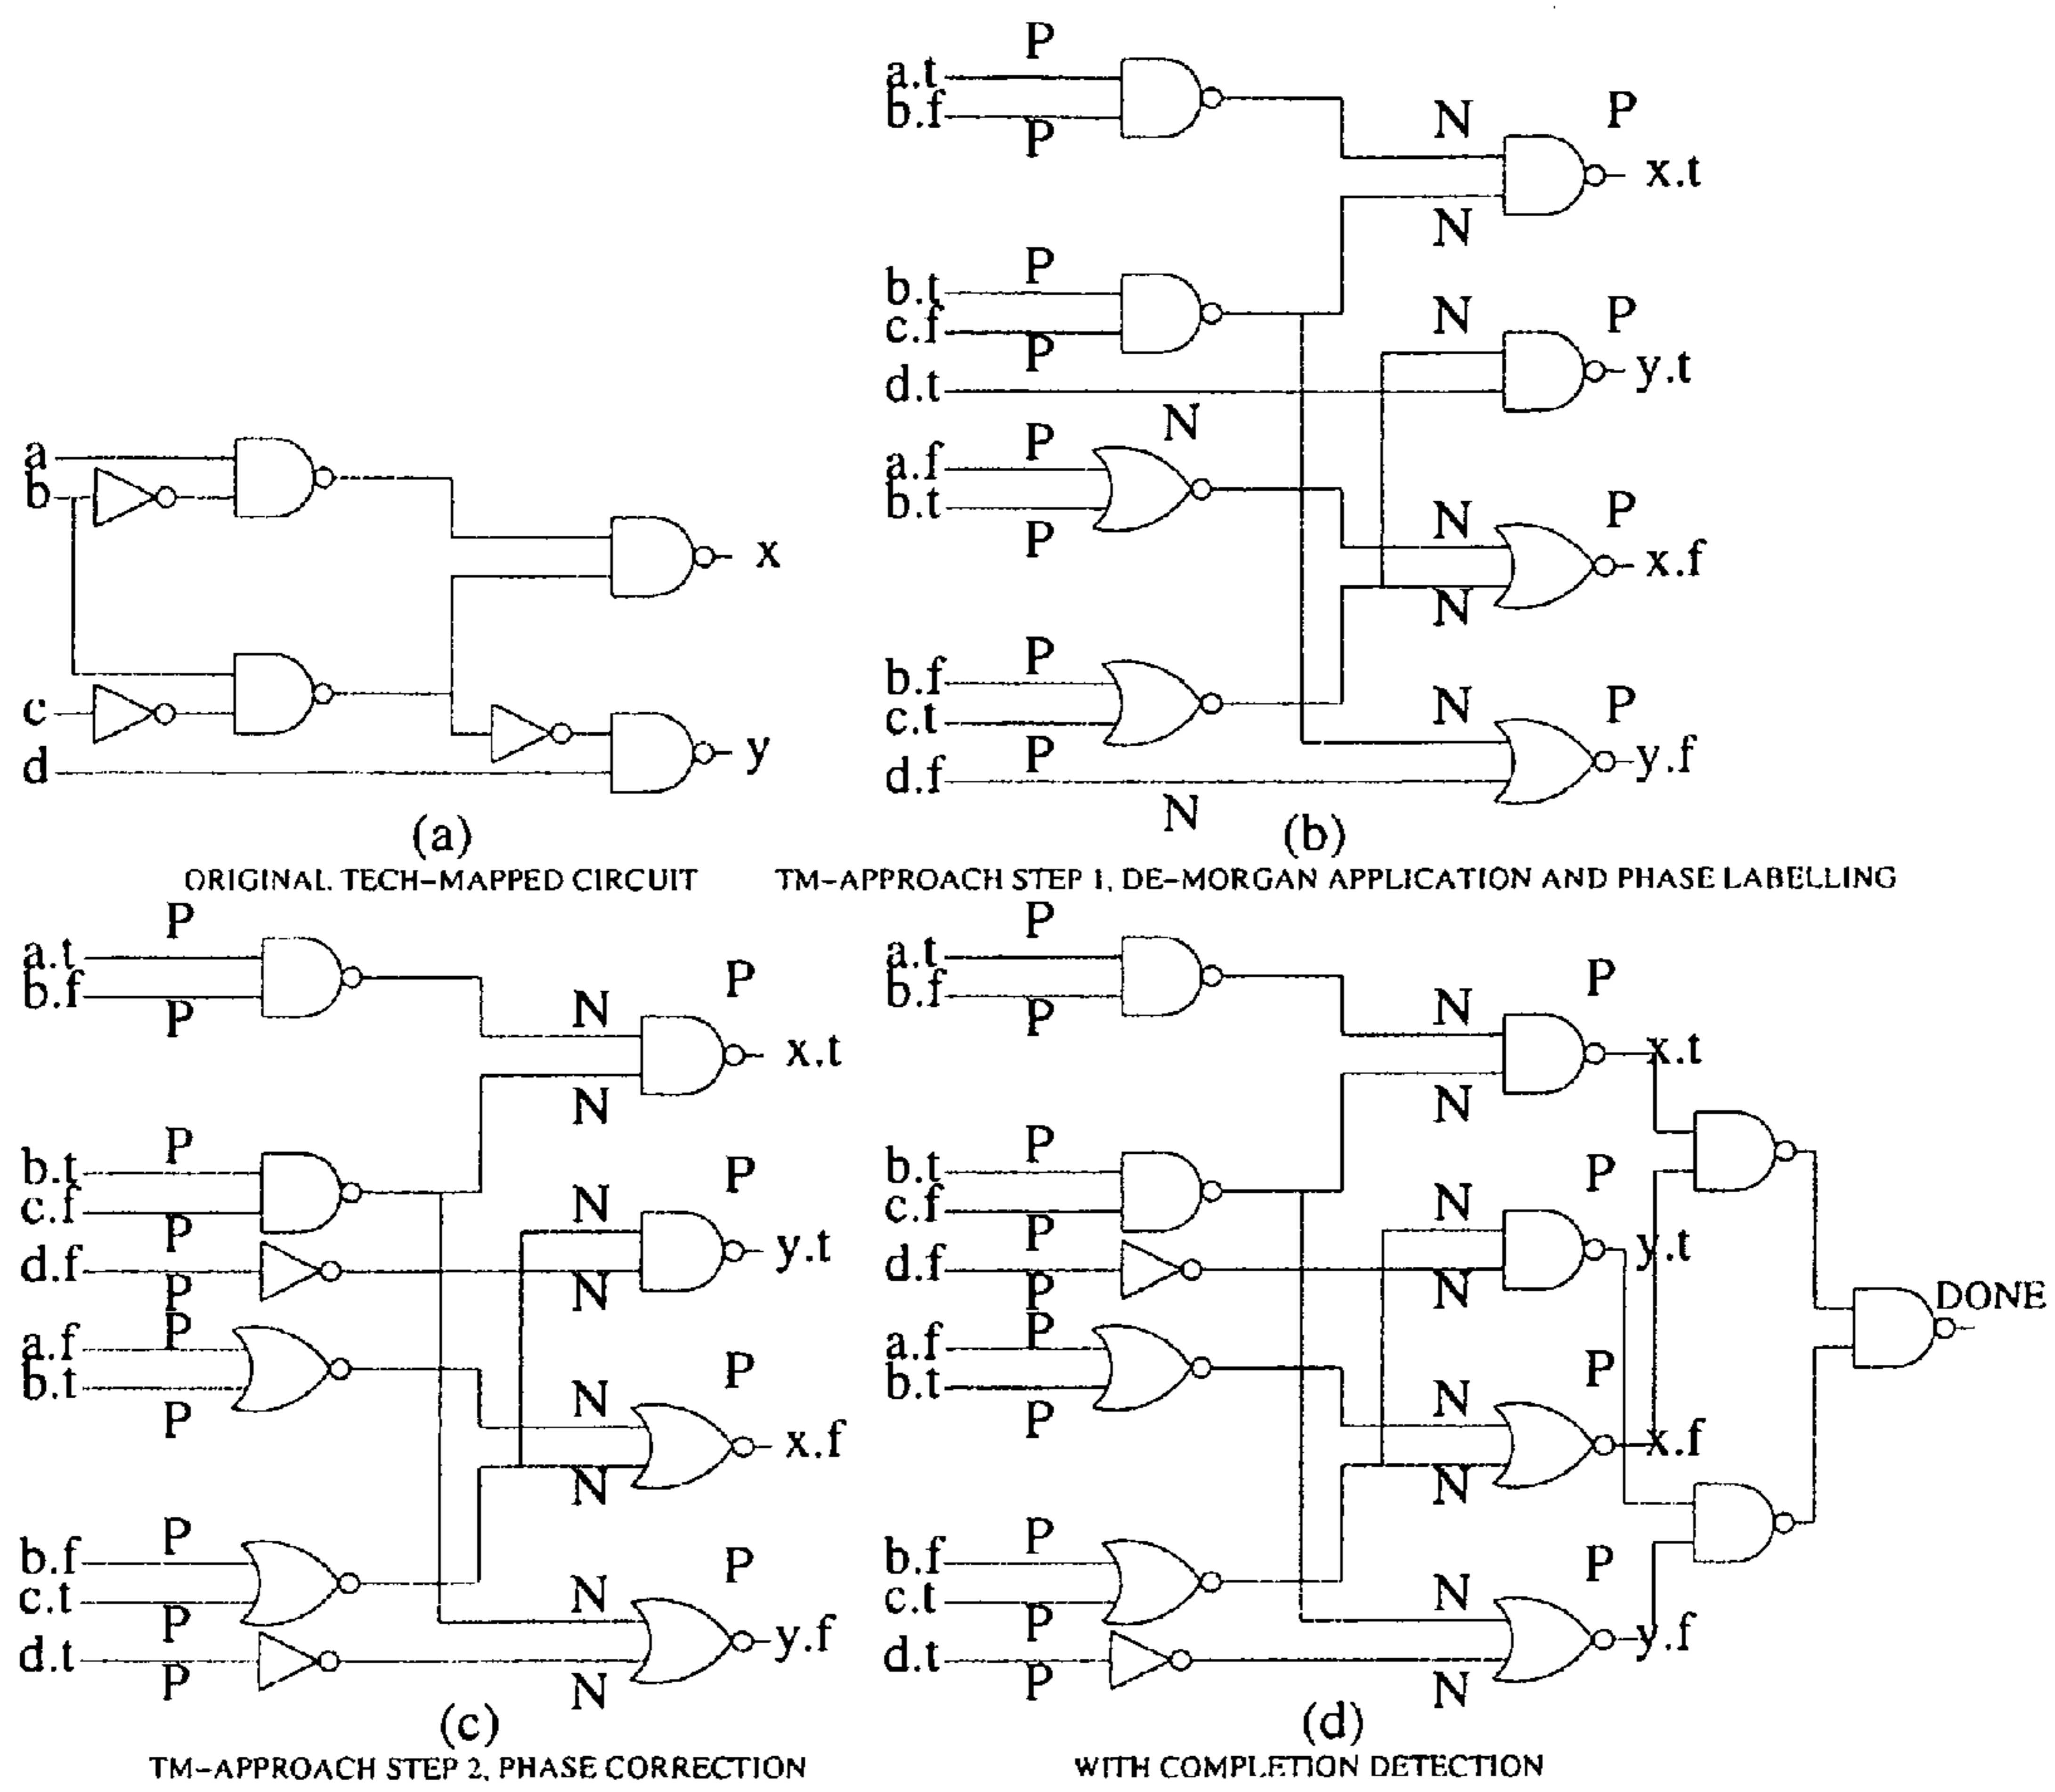 a
b
x
c
d
y
(a)
ORIGINAL TECH-MAPPED CIRCUIT
P
a.t
b.f
P
N
P
x.t
N
P
b.t
c.f
P
N
P
y.t
d.t
N
P
a.f
b.t
P
N
P
x.f
N
P
b.f
c.t
P
N
P
y.f
d.f
N
(b)
TM-APPROACH STEP 1, DE-MORGAN APPLICATION AND PHASE LABELLING
P
a.t
b.f
P
N
P
x.t
N
P
b.t
c.f
P
N
P
y.t
d.f
P
N
P
a.f
b.t
P
N
P
x.f
N
P
b.f
c.t
P
N
P
y.f
d.t
P
N
(c)
TM-APPROACH STEP 2, PHASE CORRECTION
P
a.t
b.f
P
N
P
x.t
N
P
b.t
c.f
P
N
P
y.t
d.f
P
N
DONE
P
a.f
b.t
P
N
P
x.f
N
P
b.f
c.t
P
N
P
y.f
d.t
P
N
(d)
WITH COMPLETION DETECTION